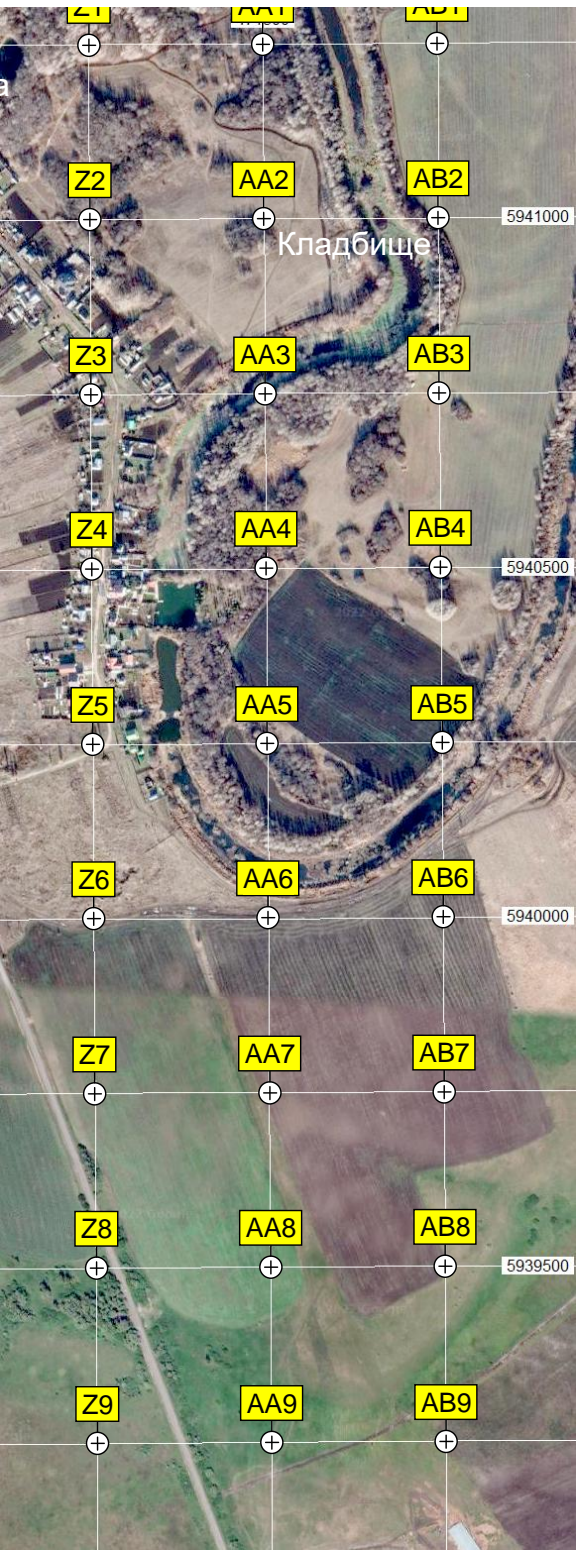 Z1 AA1 AB1
а
Z2 AA2 AB2
5941000
Кладбище
Z3 AA3 AB3
Z4 AA4 AB4
5940500
Z5 AA5 AB5
Z6 AA6 AB6
5940000
Z7 AA7 AB7
Z8 AA8 AB8
5939500
Z9 AA9 AB9